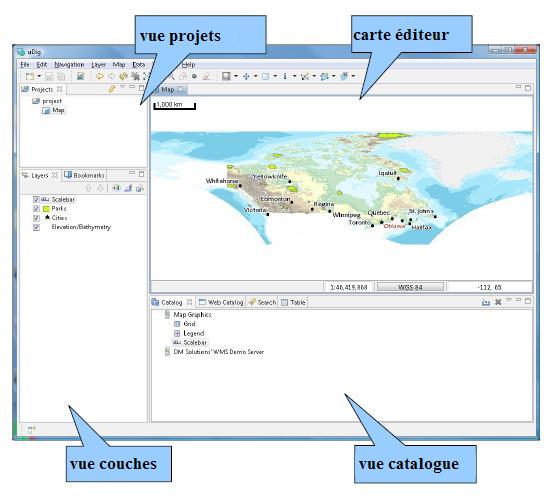 vue projets
carte éditeur
uDig
File Edit Navigation Layer Map Data Help
Projects
Map
project
Map
1,000 km
Iqaluit
Yellowknife
Whitehorse
Edmonton
Regina
Victoria
Winnipeg
Québec
St. Johns
Toronto
Ottawa
Halifax
Layers Bookmarks
Scalebar
Parks
Cities
Elevation/Bathymetry
1:46,419,868 WGS 84 -112, 65
Catalog Web Catalog Search Table
Map Graphics
Grid
Legend
Scalebar
DM Solutions' WMS Demo Server
vue couches
vue catalogue